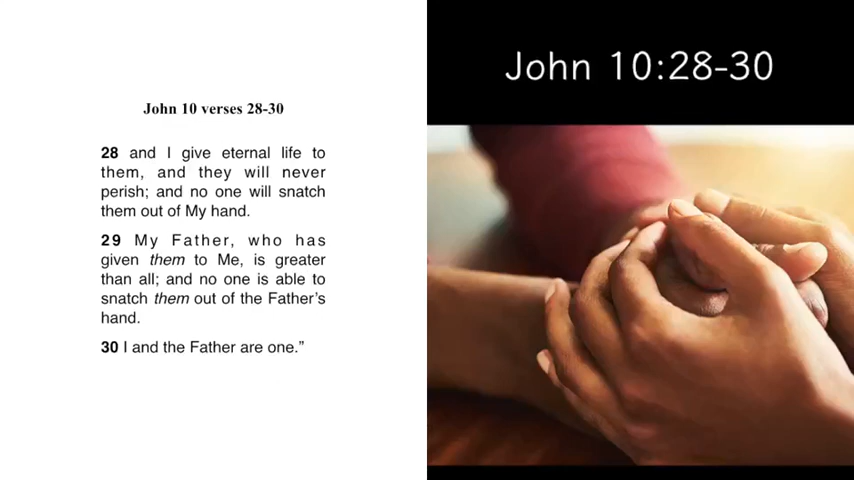 John 10 verses 28-30
28 and I give eternal life to
them, and they will never
perish; and no one will snatch
them out of My hand.
29 My Father, who has
given them to Me, is greater
than all; and no one is able to
snatch them out of the Father’s
hand.
30 I and the Father are one.”
John 10:28-30